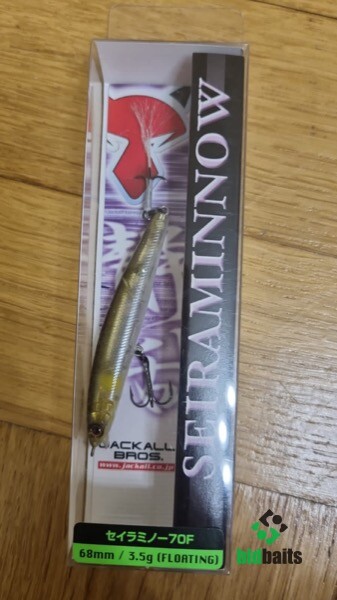 SEIRAMINNOW
JACKALL
BROS.
www.jackall.co.jp
セイラミノー70F
68mm / 3.5g (FLOATING)
bidbaits